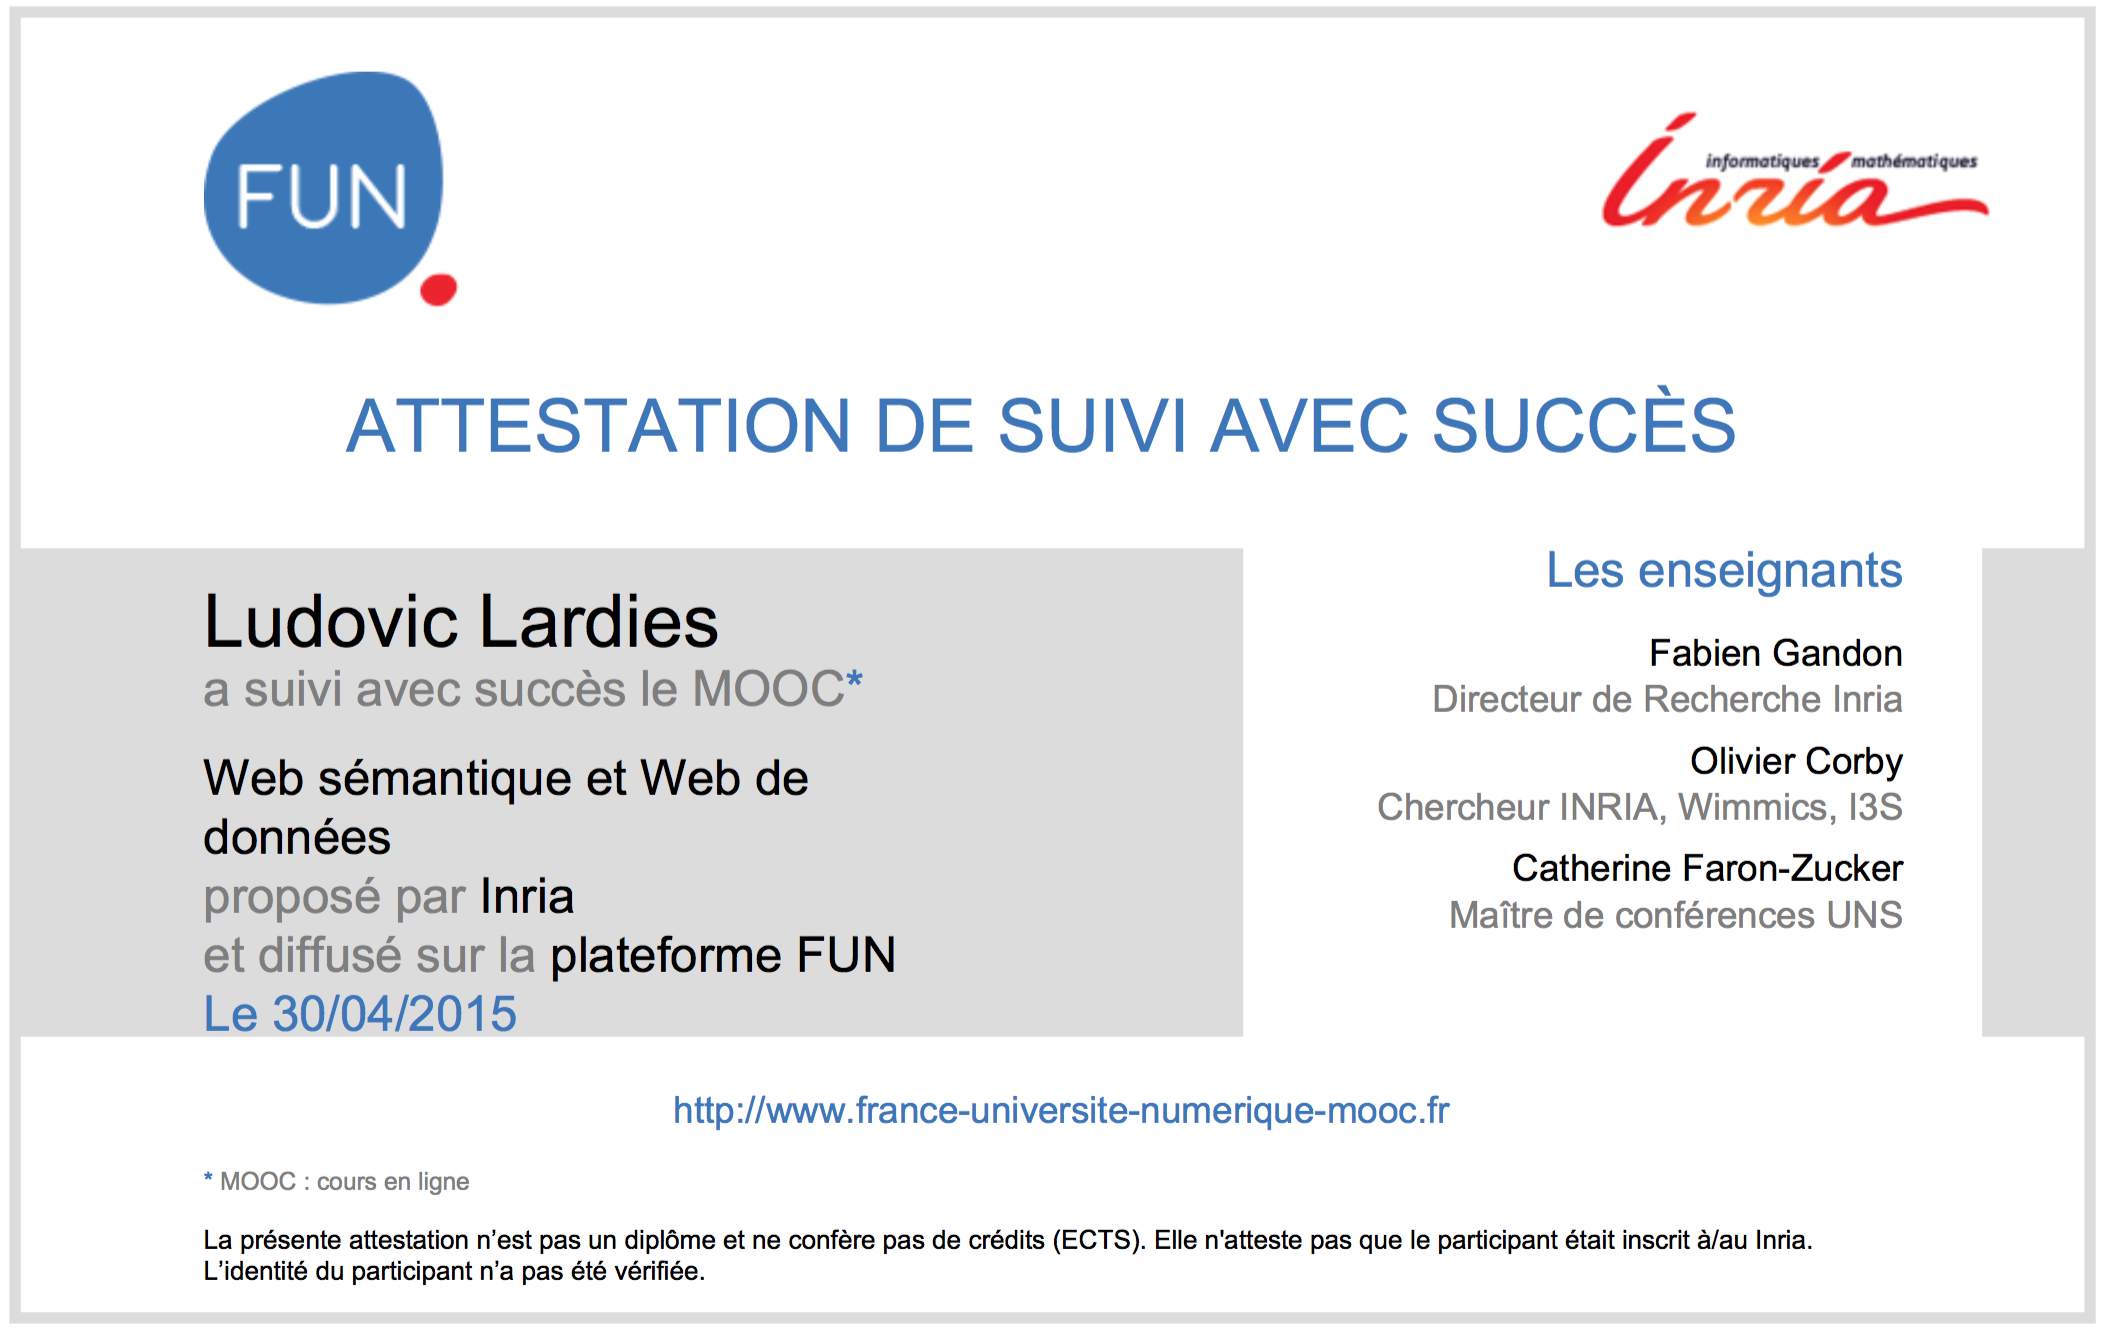 FUN
informatiques mathématiques
Inría
ATTESTATION DE SUIVI AVEC SUCCÈS
Ludovic Lardies
a suivi avec succès le MOOC*
Web sémantique et Web de
données
proposé par Inria
et diffusé sur la plateforme FUN
Le 30/04/2015
Les enseignants
Fabien Gandon
Directeur de Recherche Inria
Olivier Corby
Chercheur INRIA, Wimmics, I3S
Catherine Faron-Zucker
Maître de conférences UNS
http://www.france-universite-numerique-mooc.fr
* MOOC : cours en ligne
La présente attestation n’est pas un diplôme et ne confère pas de crédits (ECTS). Elle n'atteste pas que le participant était inscrit à/au Inria.
L’identité du participant n’a pas été vérifiée.